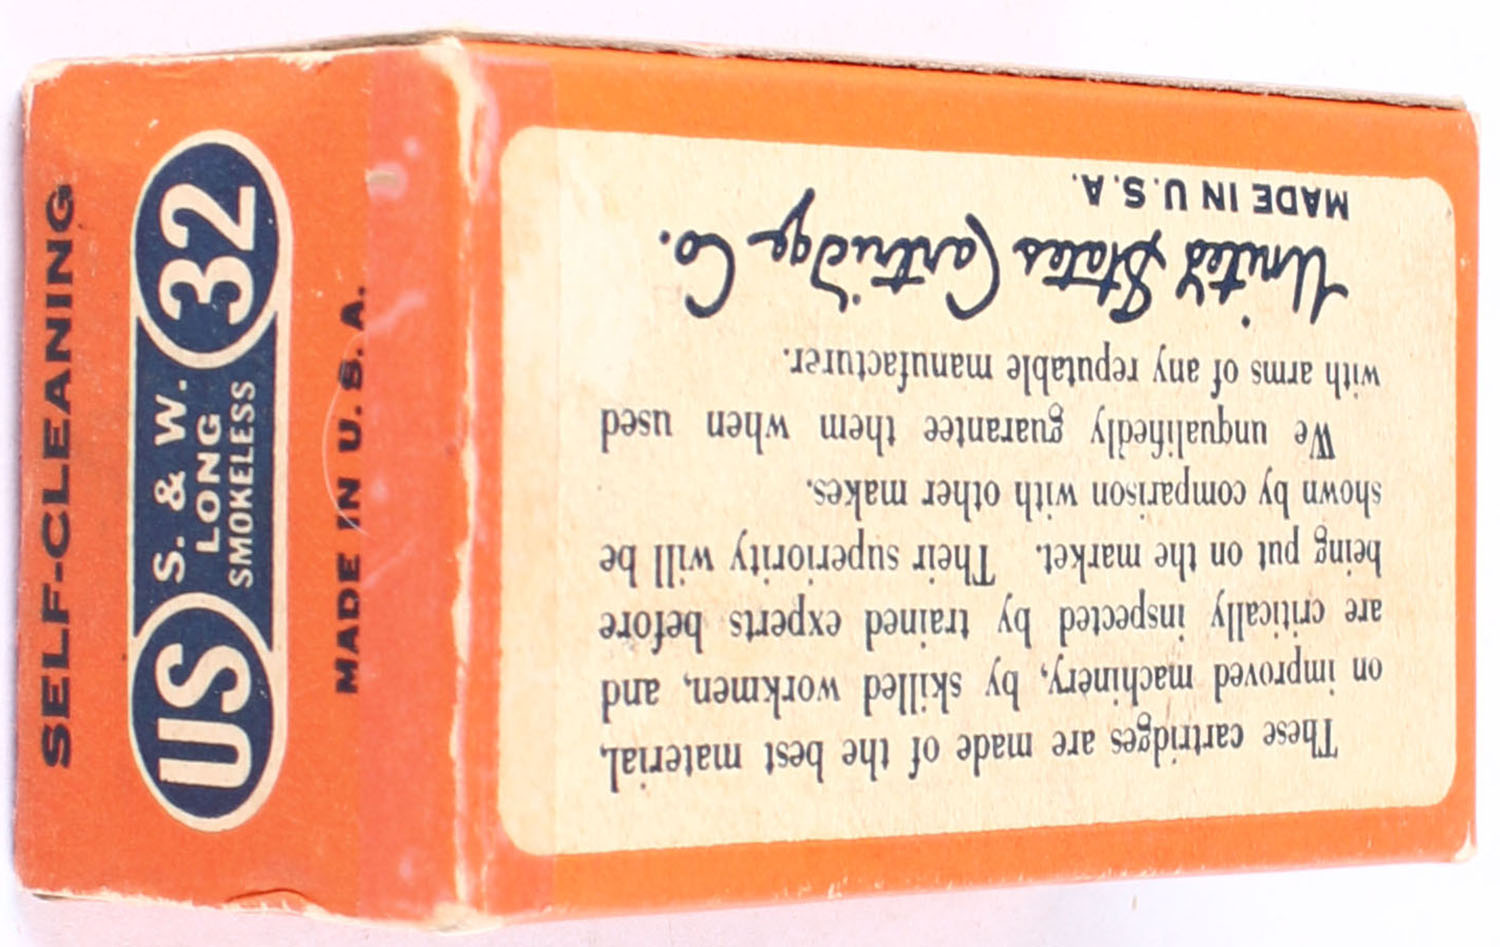 SELF-CLEANING
US
S. & W.
LONG
SMOKELESS
32
MADE IN U.S.A.
These cartridges are made of the best material,
on improved machinery, by skilled workmen, and
are critically inspected by trained experts before
being put on the market. Their superiority will be
shown by comparison with other makes.
We unqualifiedly guarantee them when used
with arms of any reputable manufacturer.
United States Cartridge Co.
MADE IN U.S.A.